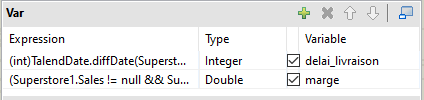 Var
Expression Type Variable
(int)TalendDate.diffDate(Superst... Integer delai_livraison
(Superstore1.Sales != null && Su... Double marge